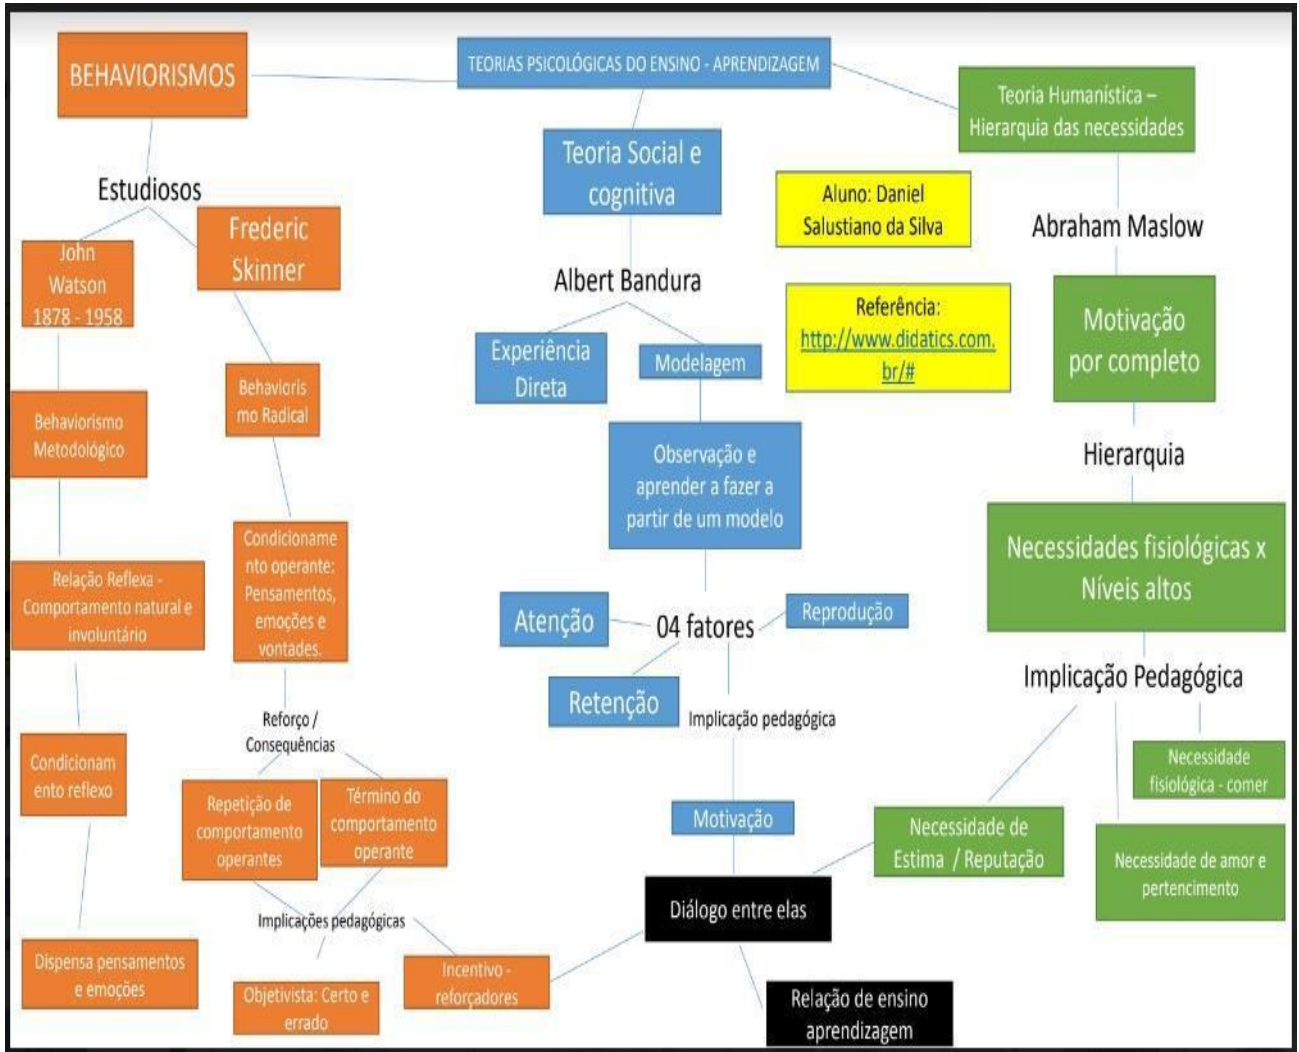 TEORIAS PSICOLÓGICAS DO ENSINO - APRENDIZAGEM
BEHAVIORISMOS
Estudiosos
John
Watson
1878 - 1958
Frederic
Skinner
Behaviorismo
Metodológico
Behavioris
mo Radical
Relação Reflexa -
Comportamento natural e
involuntário
Condicioname
nto operante:
Pensamentos,
emoções e
vontades.
Condicionam
ento reflexo
Reforço /
Consequências
Repetição de
comportamento
operantes
Término do
comportamento
operante
Dispensa pensamentos
e emoções
Implicações pedagógicas
Objetivista: Certo e
errado
Incentivo -
reforçadores
Teoria Social e
cognitiva
Albert Bandura
Experiência
Direta
Modelagem
Observação e
aprender a fazer a
partir de um modelo
04 fatores
Atenção
Reprodução
Retenção
Implicação pedagógica
Motivação
Diálogo entre elas
Relação de ensino
aprendizagem
Aluno: Daniel
Salustiano da Silva
Referência:
http://www.didatics.com.
br/#
Teoria Humanística –
Hierarquia das necessidades
Abraham Maslow
Motivação
por completo
Hierarquia
Necessidades fisiológicas x
Níveis altos
Implicação Pedagógica
Necessidade
fisiológica - comer
Necessidade de
Estima / Reputação
Necessidade de amor e
pertencimento